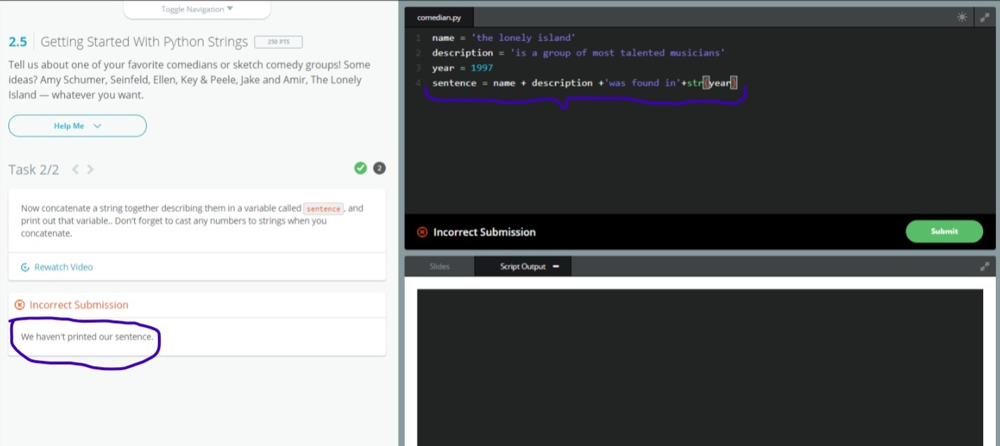 Toggle Navigation
2.5 Getting Started With Python Strings 250 PTS
Tell us about one of your favorite comedians or sketch comedy groups! Some
ideas? Amy Schumer, Seinfeld, Ellen, Key & Peele, Jake and Amir, The Lonely
Island — whatever you want.
Help Me
Task 2/2 < > 2
Now concatenate a string together describing them in a variable called sentence, and
print out that variable.. Don't forget to cast any numbers to strings when you
concatenate.
Rewatch Video
Incorrect Submission
We haven't printed our sentence.
comedian.py
1 name = 'the lonely island'
2 description = 'is a group of most talented musicians'
3 year = 1997
4 sentence = name + description +'was found in'+str(year)
Incorrect Submission
Submit
Slides Script Output